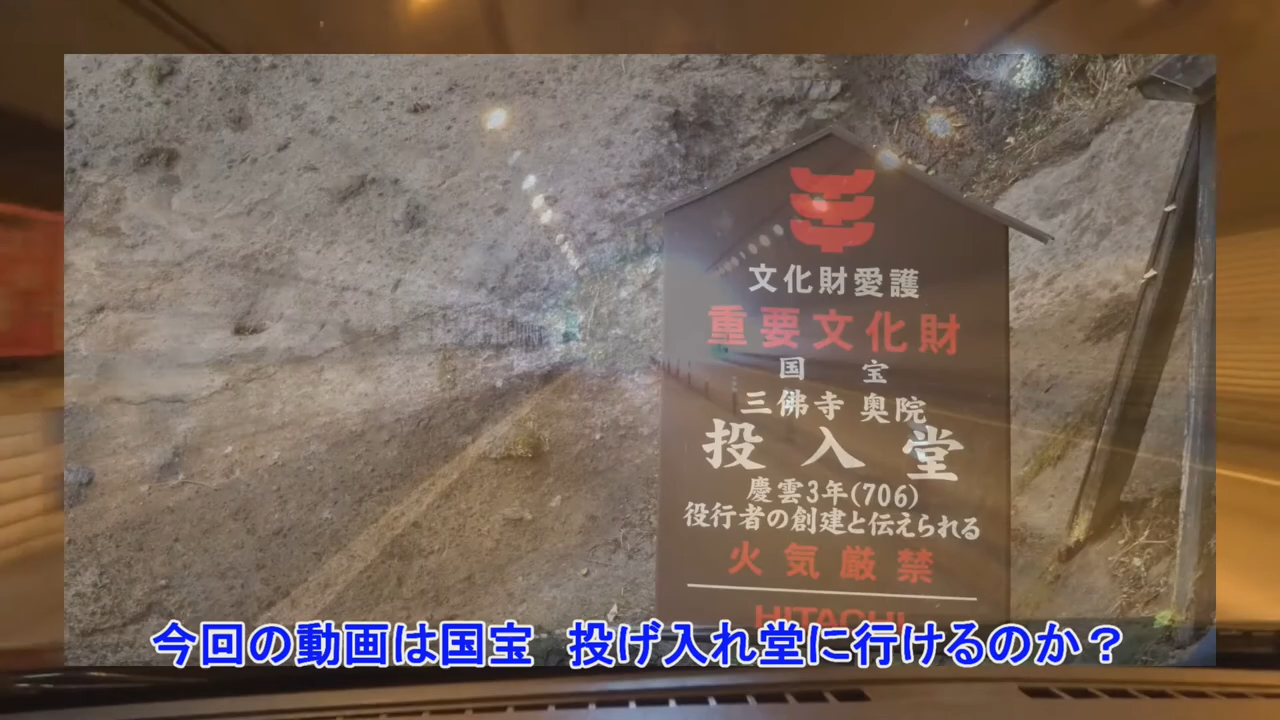 文化財愛護
重要文化財
国 宝
三佛寺 奥院
投入堂
慶雲3年(706)
役行者の創建と伝えられる
火気厳禁
HITACHI
今回の動画は国宝 投げ入れ堂に行けるのか？